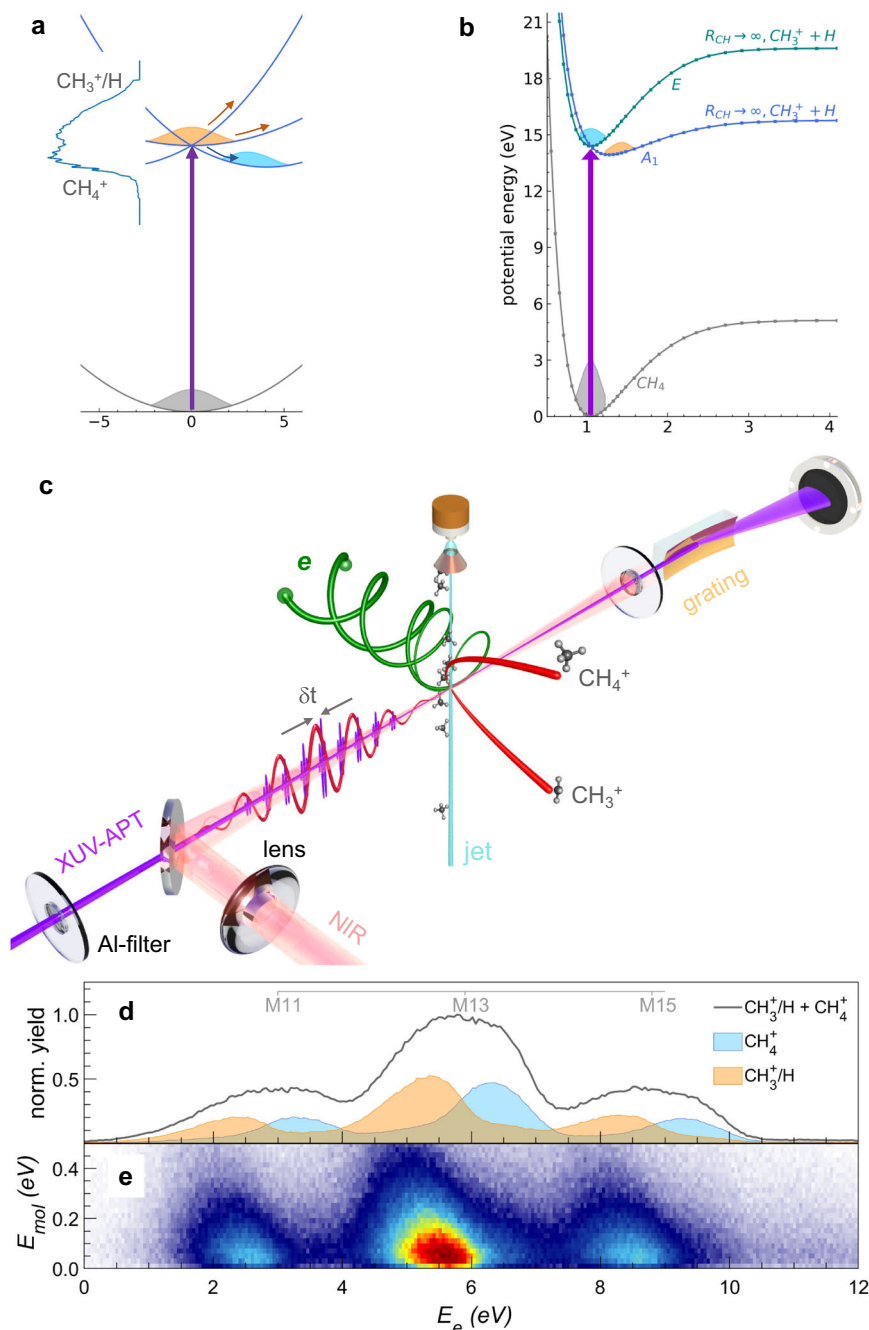 a
CH₃⁺/H
CH₄⁺
−5 0 5
b
potential energy (eV)
21
18
15
12
9
6
3
0
R_CH → ∞, CH₃⁺ + H
E
R_CH → ∞, CH₃⁺ + H
A₁
CH₄
1 2 3 4
c
e
δt
grating
CH₄⁺
CH₃⁺
XUV-APT
lens
jet
Al-filter
NIR
d
M11 M13 M15
norm. yield
1.0
0.5
CH₃⁺/H + CH₄⁺
CH₄⁺
CH₃⁺/H
e
E_mol (eV)
0.4
0.2
0.0
0 2 4 6 8 10 12
E_e (eV)